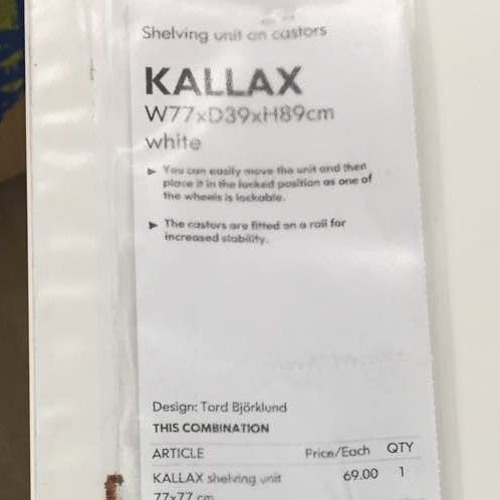 Shelving unit on castors
KALLAX
W77xD39xH89cm
white
► You can easily move the unit and then
place it in the locked position as one of
the wheels is lockable.
► The castors are fitted on a rail for
increased stability.
Design: Tord Björklund
THIS COMBINATION
ARTICLE Price/Each QTY
KALLAX shelving unit 69.00 1
77x77 cm